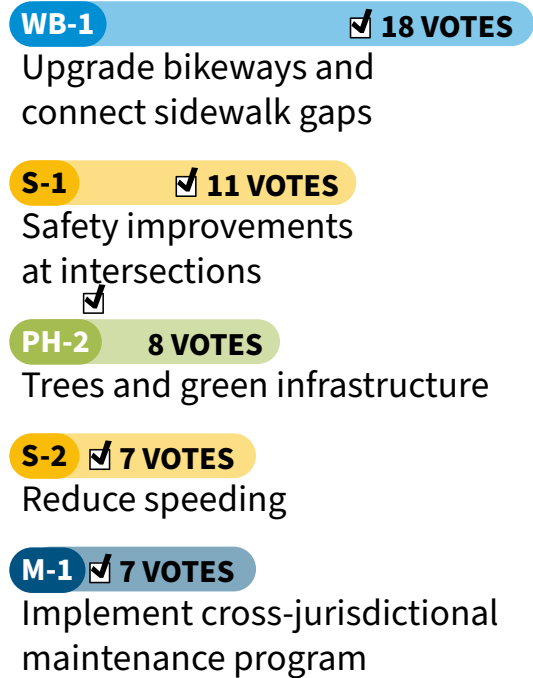 WB-1 18 VOTES
Upgrade bikeways and
connect sidewalk gaps
S-1 11 VOTES
Safety improvements
at intersections
PH-2 8 VOTES
Trees and green infrastructure
S-2 7 VOTES
Reduce speeding
M-1 7 VOTES
Implement cross-jurisdictional
maintenance program